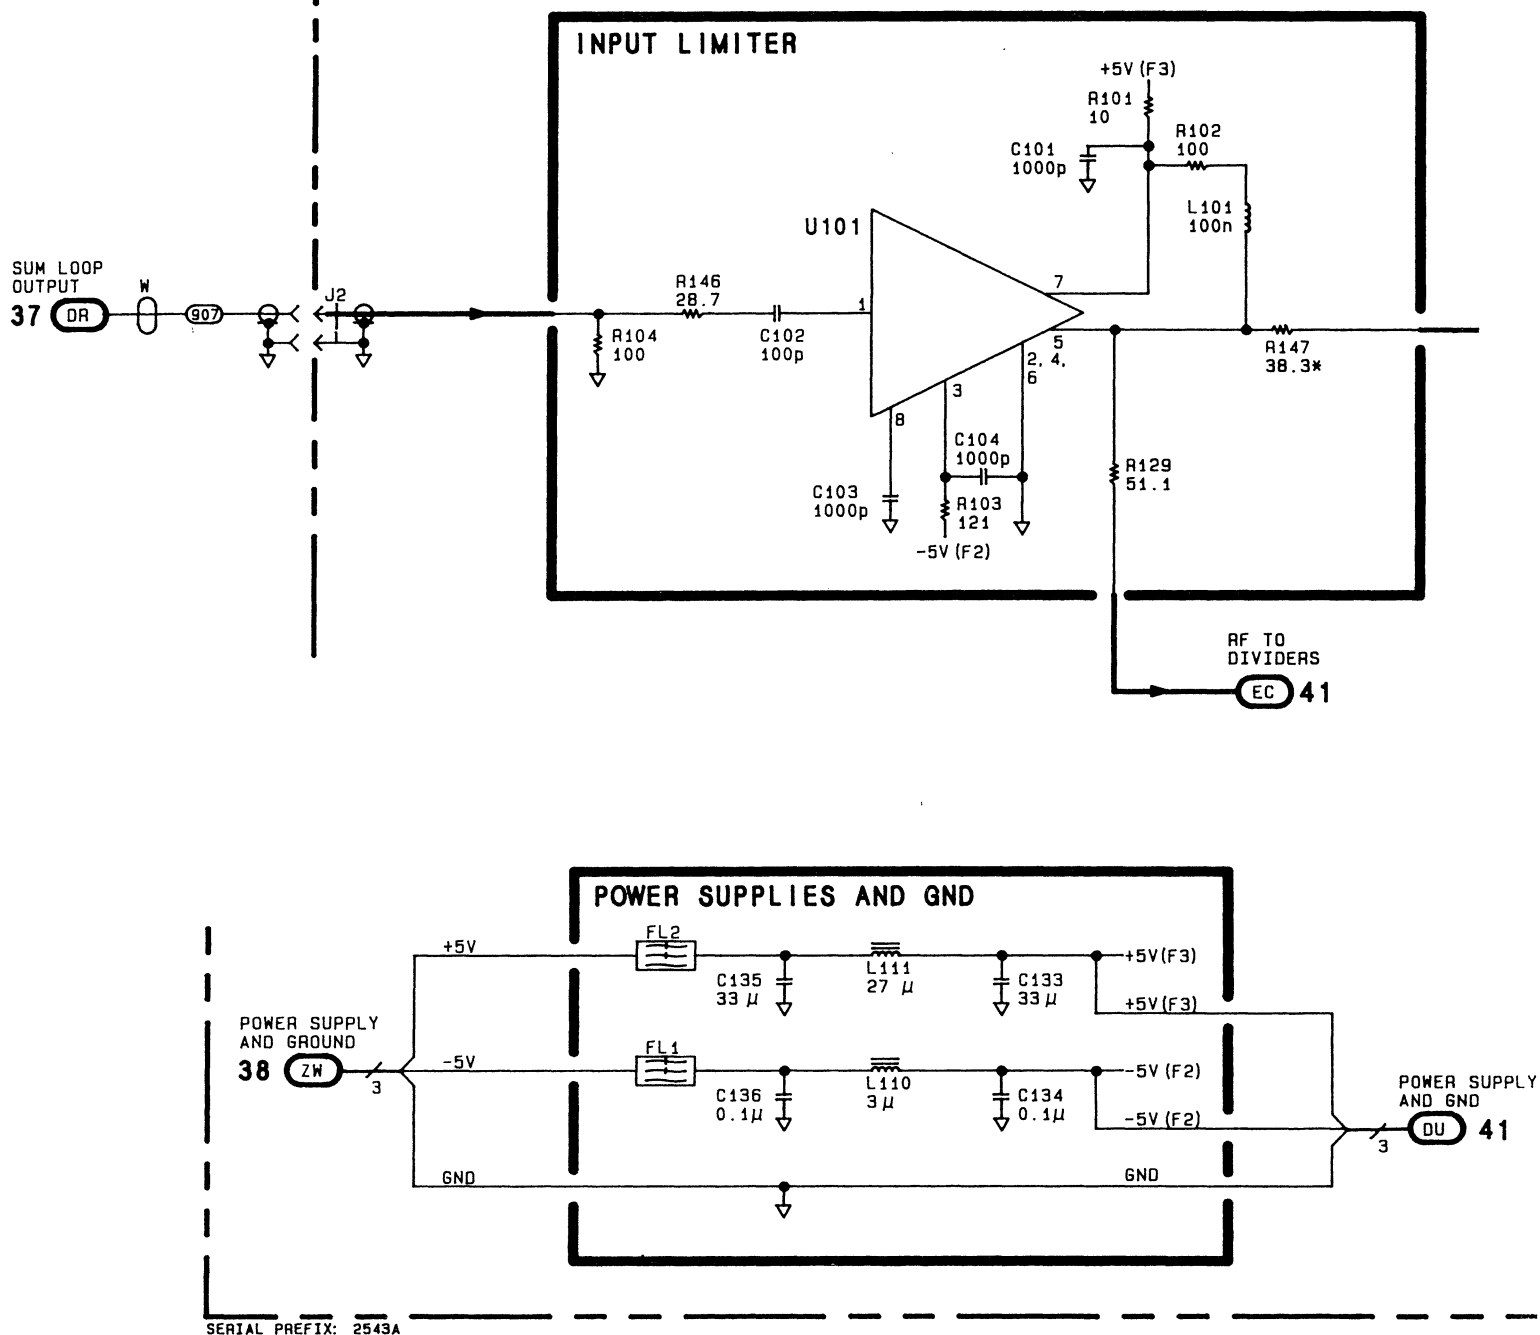 INPUT LIMITER
+5V (F3)
R101
10
R102
100
C101
1000p
L101
100n
U101
SUM LOOP
OUTPUT
37 DR
W
907
J2
R146
28.7
R104
100
C102
100p
1
7
5
2, 4,
6
3
8
R147
38.3*
C104
1000p
C103
1000p
R103
121
-5V (F2)
R129
51.1
RF TO
DIVIDERS
EC 41
POWER SUPPLIES AND GND
+5V
FL2
C135
33 µ
L111
27 µ
C133
33 µ
+5V (F3)
+5V (F3)
POWER SUPPLY
AND GROUND
38 ZW
3
-5V
FL1
C136
0.1µ
L110
3 µ
C134
0.1µ
-5V (F2)
-5V (F2)
POWER SUPPLY
AND GND
DU 41
3
GND
GND
SERIAL PREFIX: 2543A